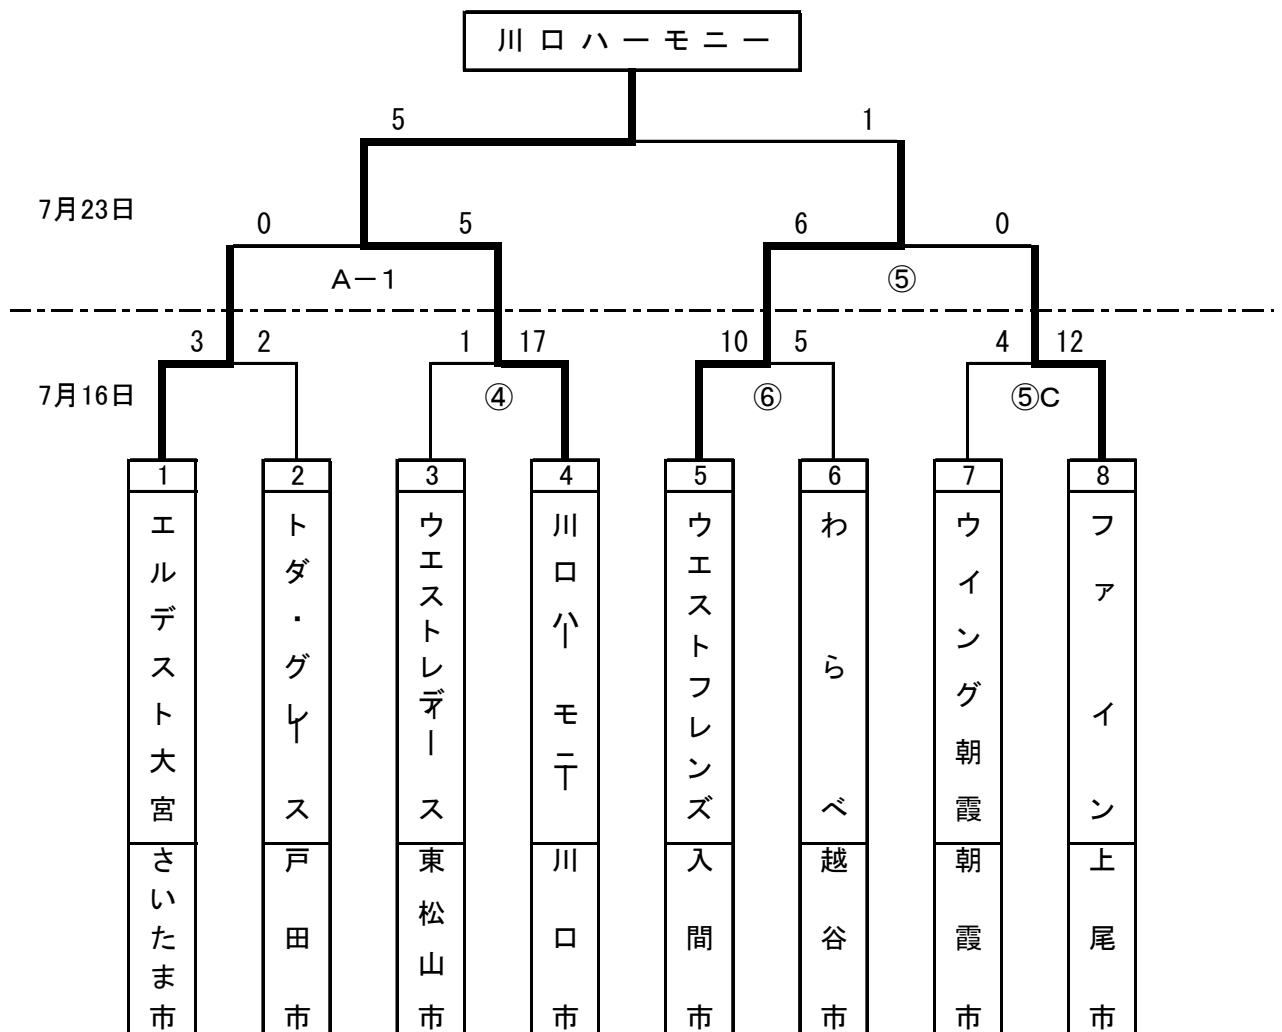 川口ハーモニー
5 1
7月23日
0 5 6 0
A－1 ⑤
3 2 1 17 10 5 4 12
7月16日
④ ⑥ ⑤C
1 2 3 4 5 6 7 8
エルデスト大宮
トダ・グレース
ウエストレディース
川口ハーモニー
ウエストフレンズ
わらべ
ウイング朝霞
ファイン
さいたま市
戸田市
東松山市
川口市
入間市
越谷市
朝霞市
上尾市